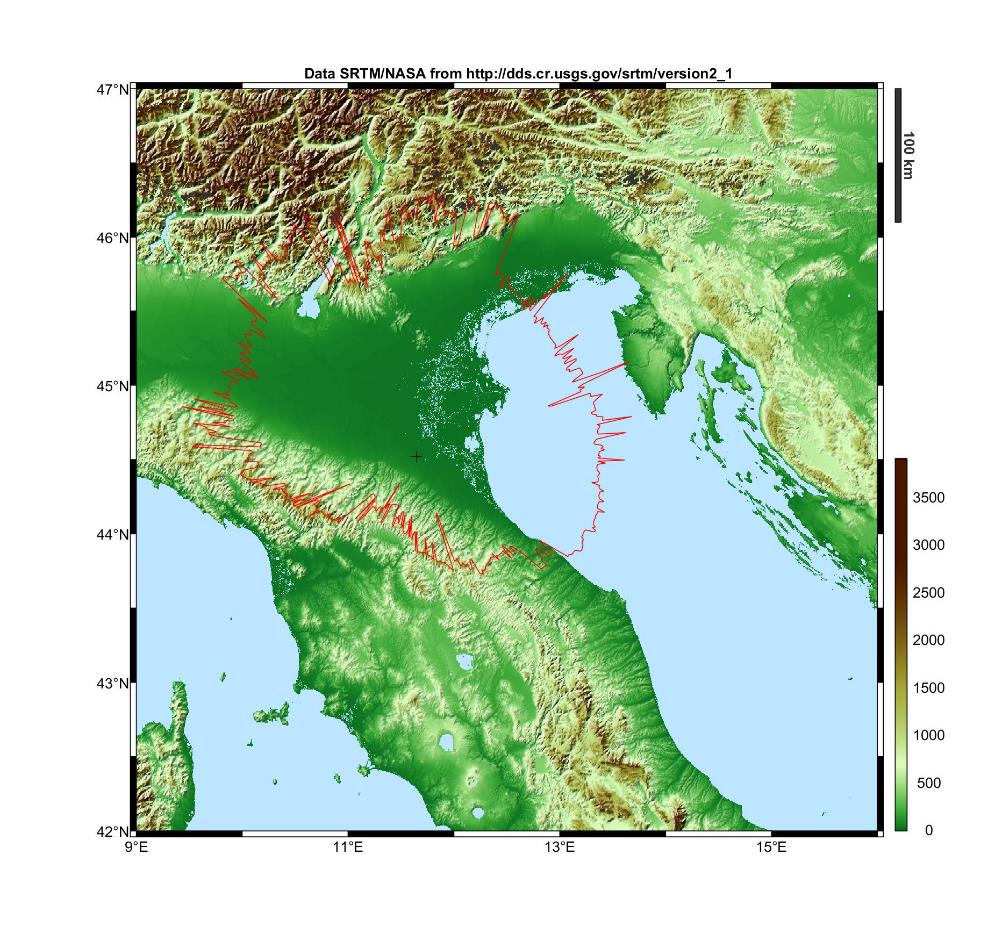 Data SRTM/NASA from http://dds.cr.usgs.gov/srtm/version2_1
47°N
46°N
45°N
44°N
43°N
42°N
9°E
11°E
13°E
15°E
100 km
3500
3000
2500
2000
1500
1000
500
0